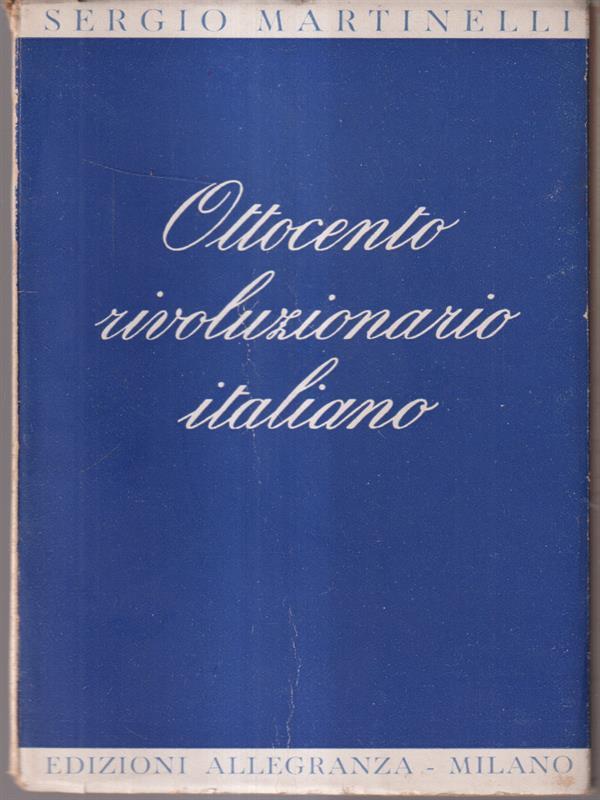 SERGIO MARTINELLI
Ottocento
rivoluzionario
italiano
EDIZIONI ALLEGRANZA - MILANO